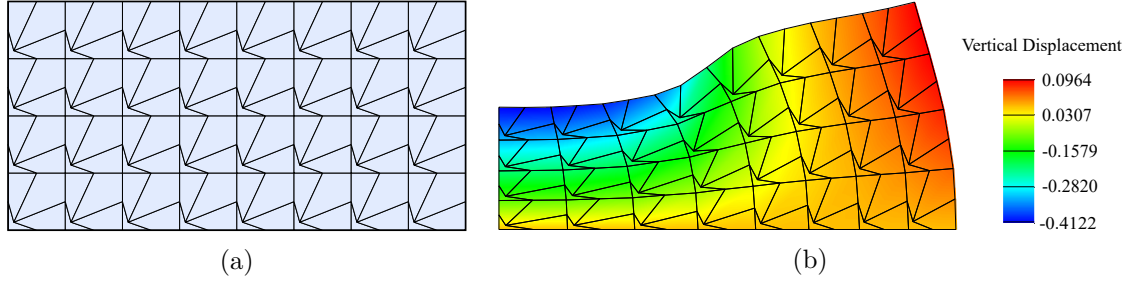 Vertical Displacement
0.0964
0.0307
-0.1579
-0.2820
-0.4122
(a)
(b)